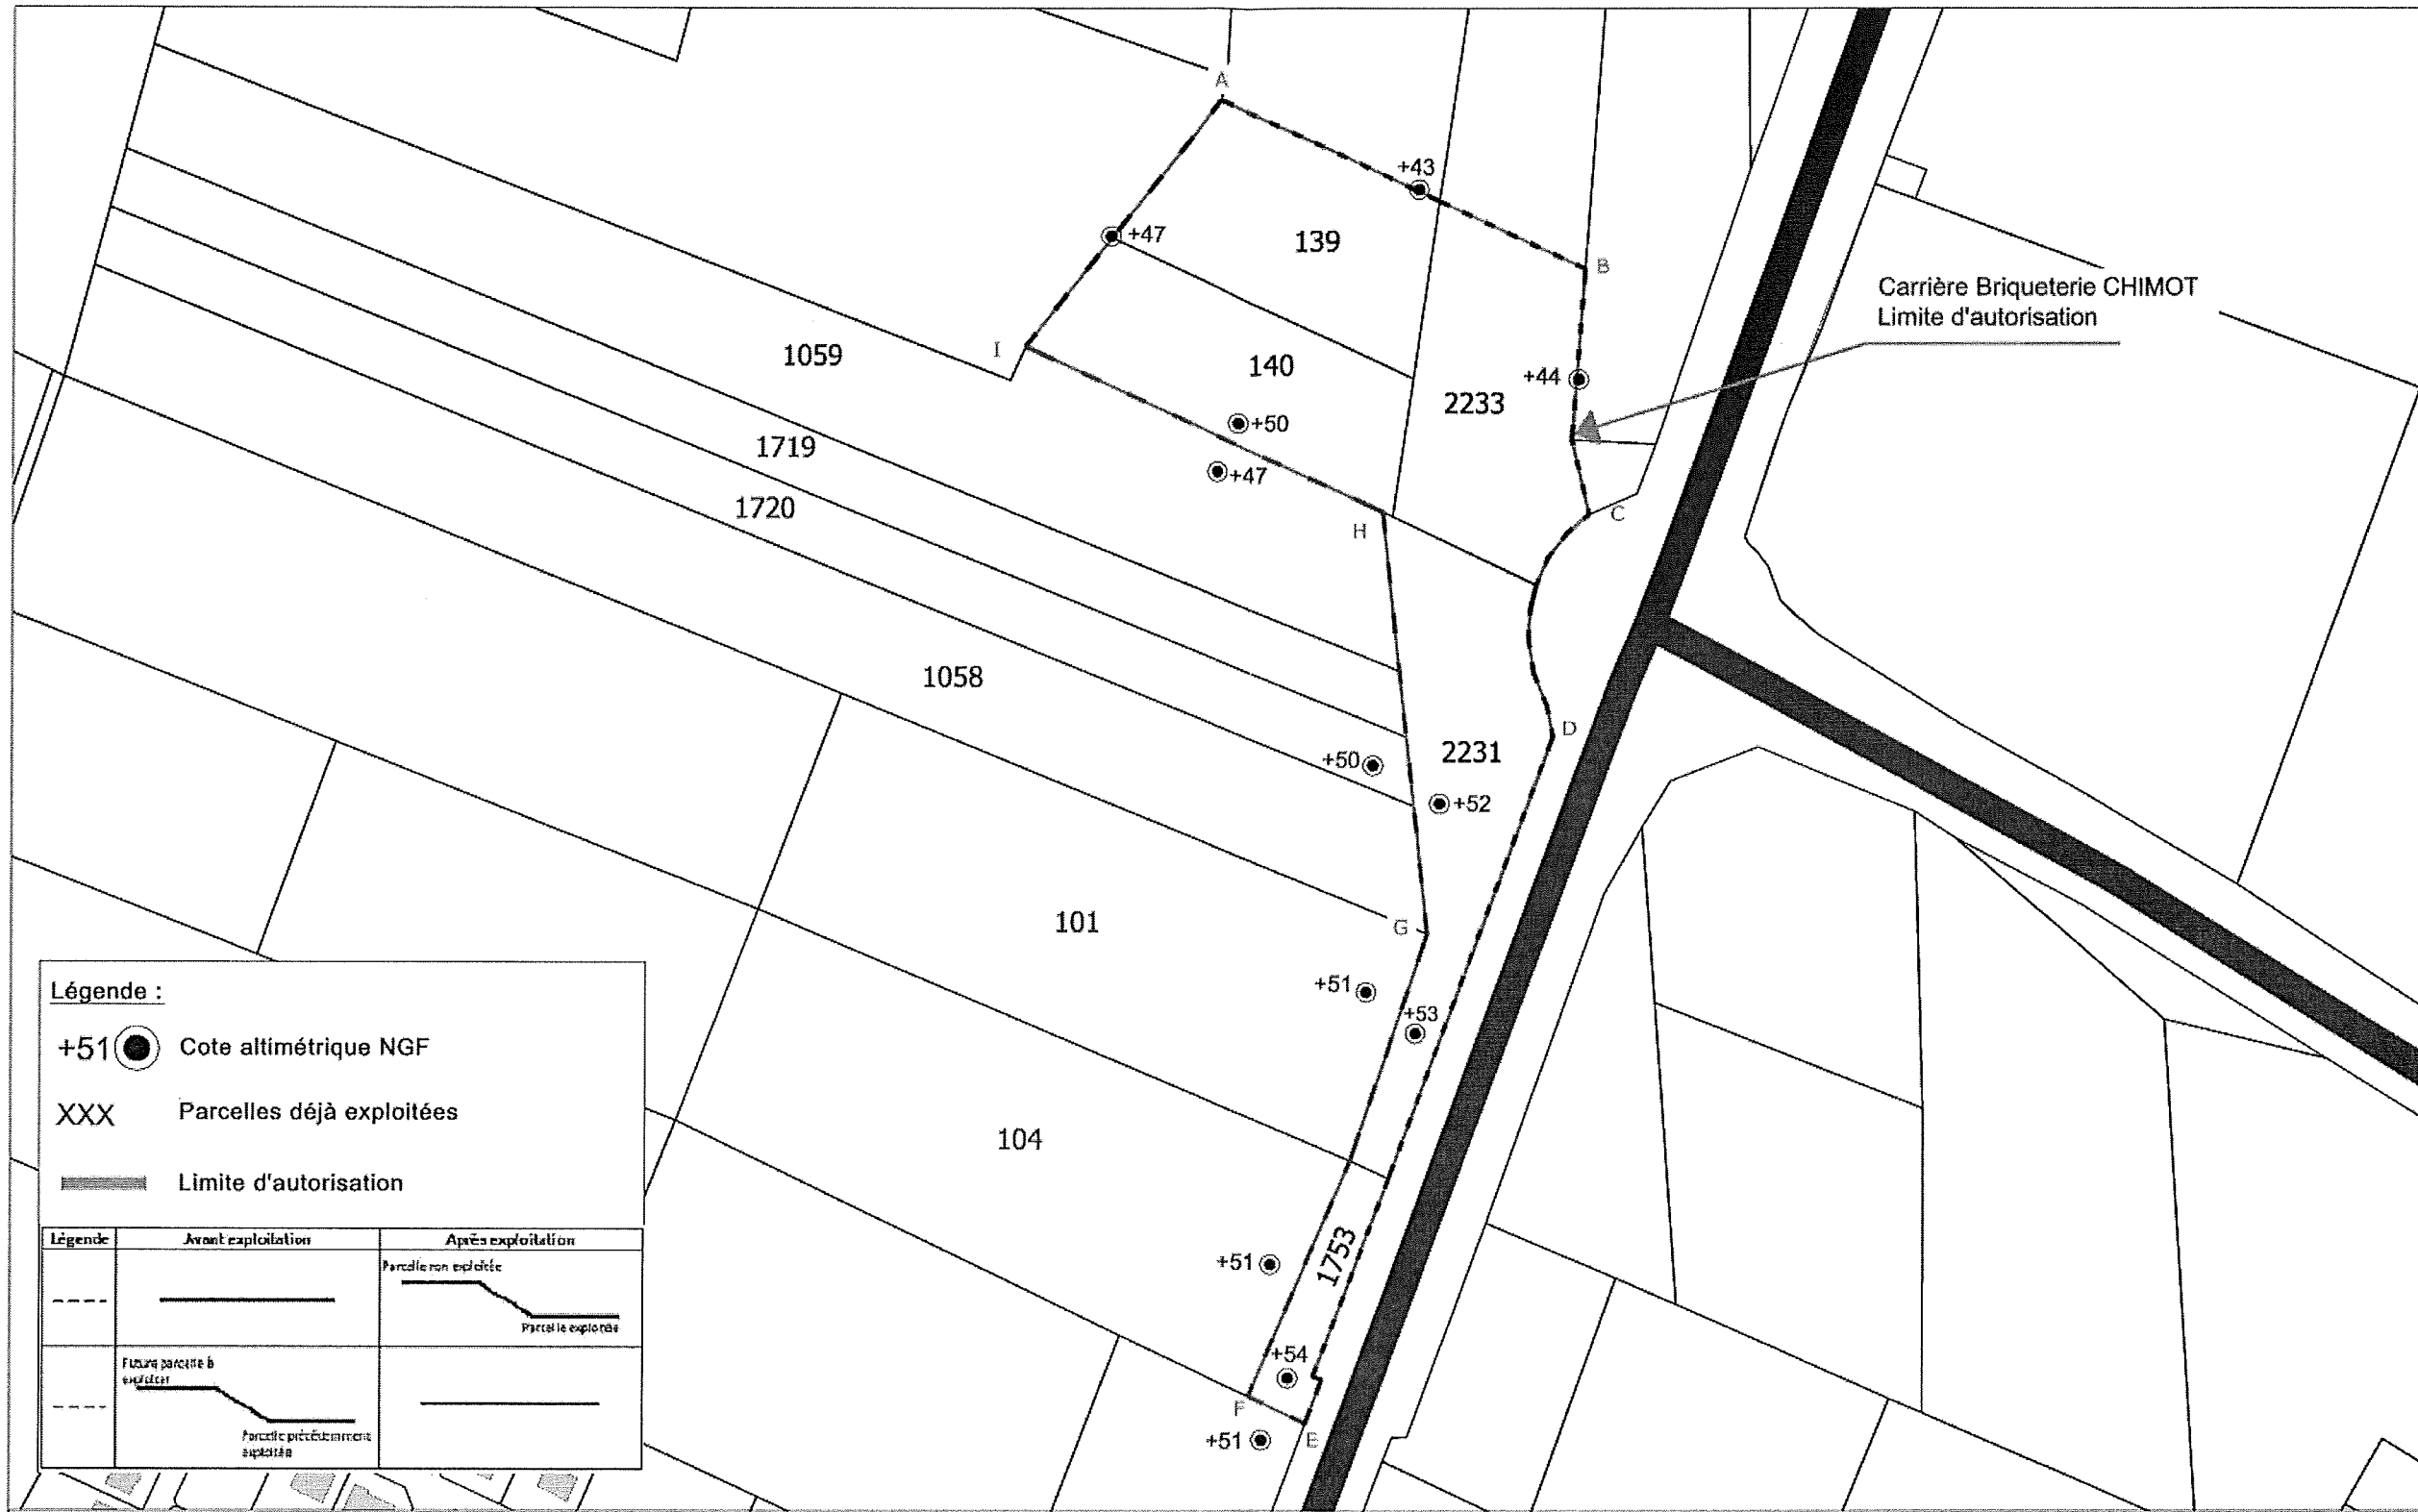 A
+43
+47
139
B
Carrière Briqueterie CHIMOT
Limite d'autorisation
I
1059
140
+44
2233
+50
1719
+47
1720
H
C
1058
D
+50
2231
+52
101
G
+51
+53
104
+51
1753
+54
F
+51
E
Légende :
+51 Cote altimétrique NGF
XXX Parcelles déjà exploitées
Limite d'autorisation
Légende Avant exploitation Après exploitation
Parcelle non exploitée
Parcelle exploitée
Future parcelle à
exploiter
Parcelle précédemment
exploitée